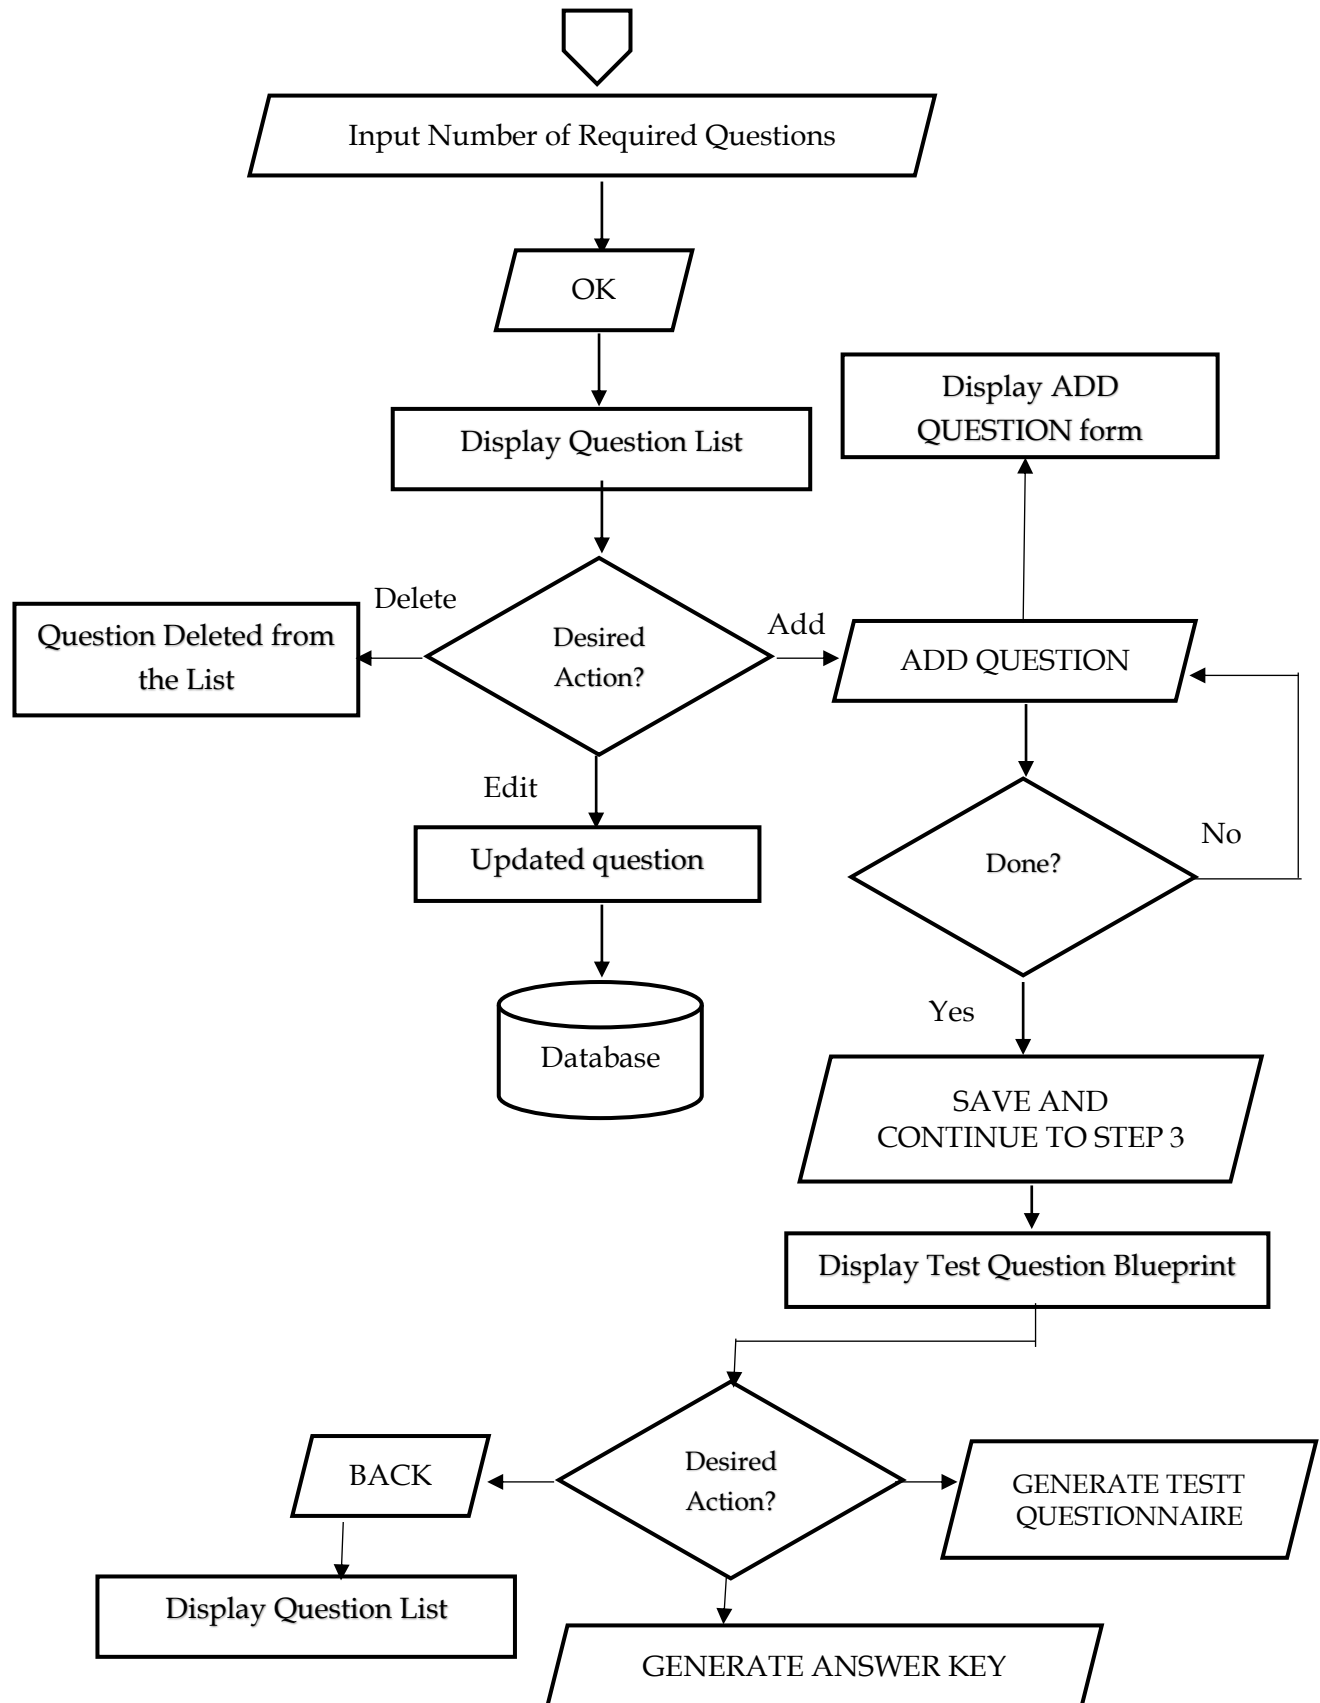 Input Number of Required Questions
OK
Display ADD
QUESTION form
Display Question List
Delete
Add
Question Deleted from
the List
Desired
Action?
ADD QUESTION
Edit
No
Updated question
Done?
Yes
Database
SAVE AND
CONTINUE TO STEP 3
Display Test Question Blueprint
BACK
Desired
Action?
GENERATE TESTT
QUESTIONNAIRE
Display Question List
GENERATE ANSWER KEY